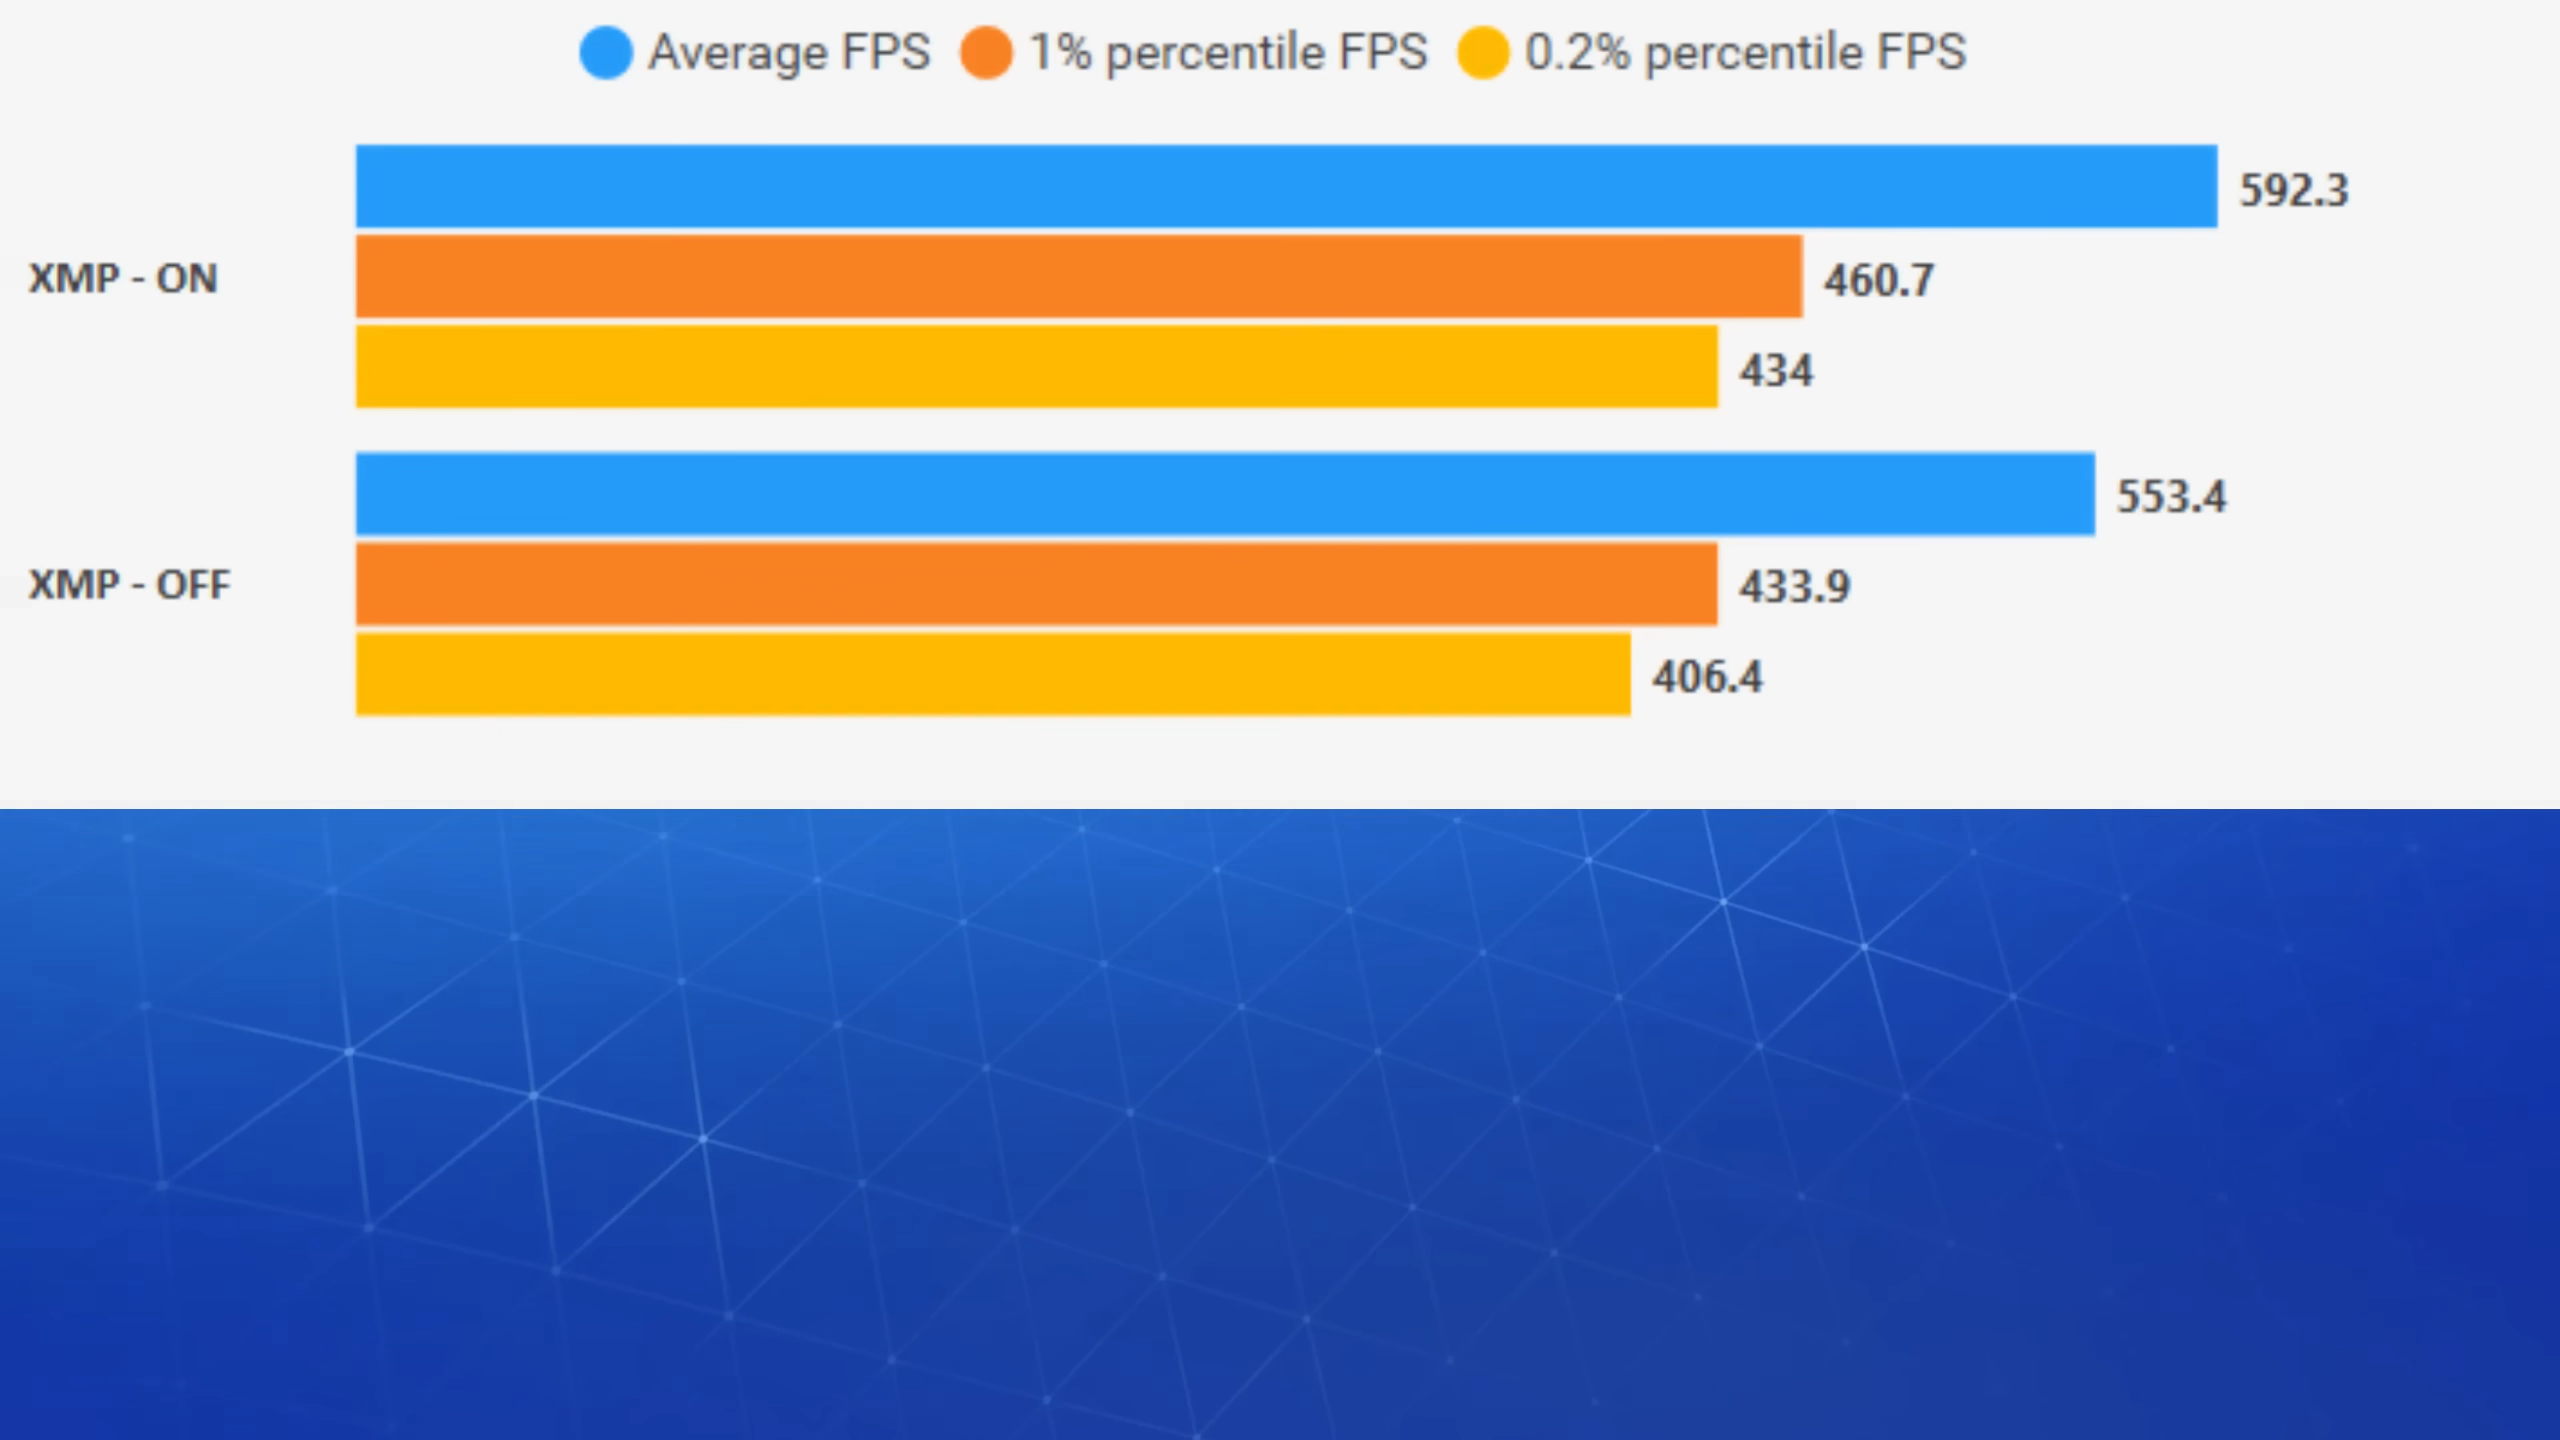 Average FPS 1% percentile FPS 0.2% percentile FPS
592.3
XMP - ON
460.7
434
553.4
XMP - OFF
433.9
406.4